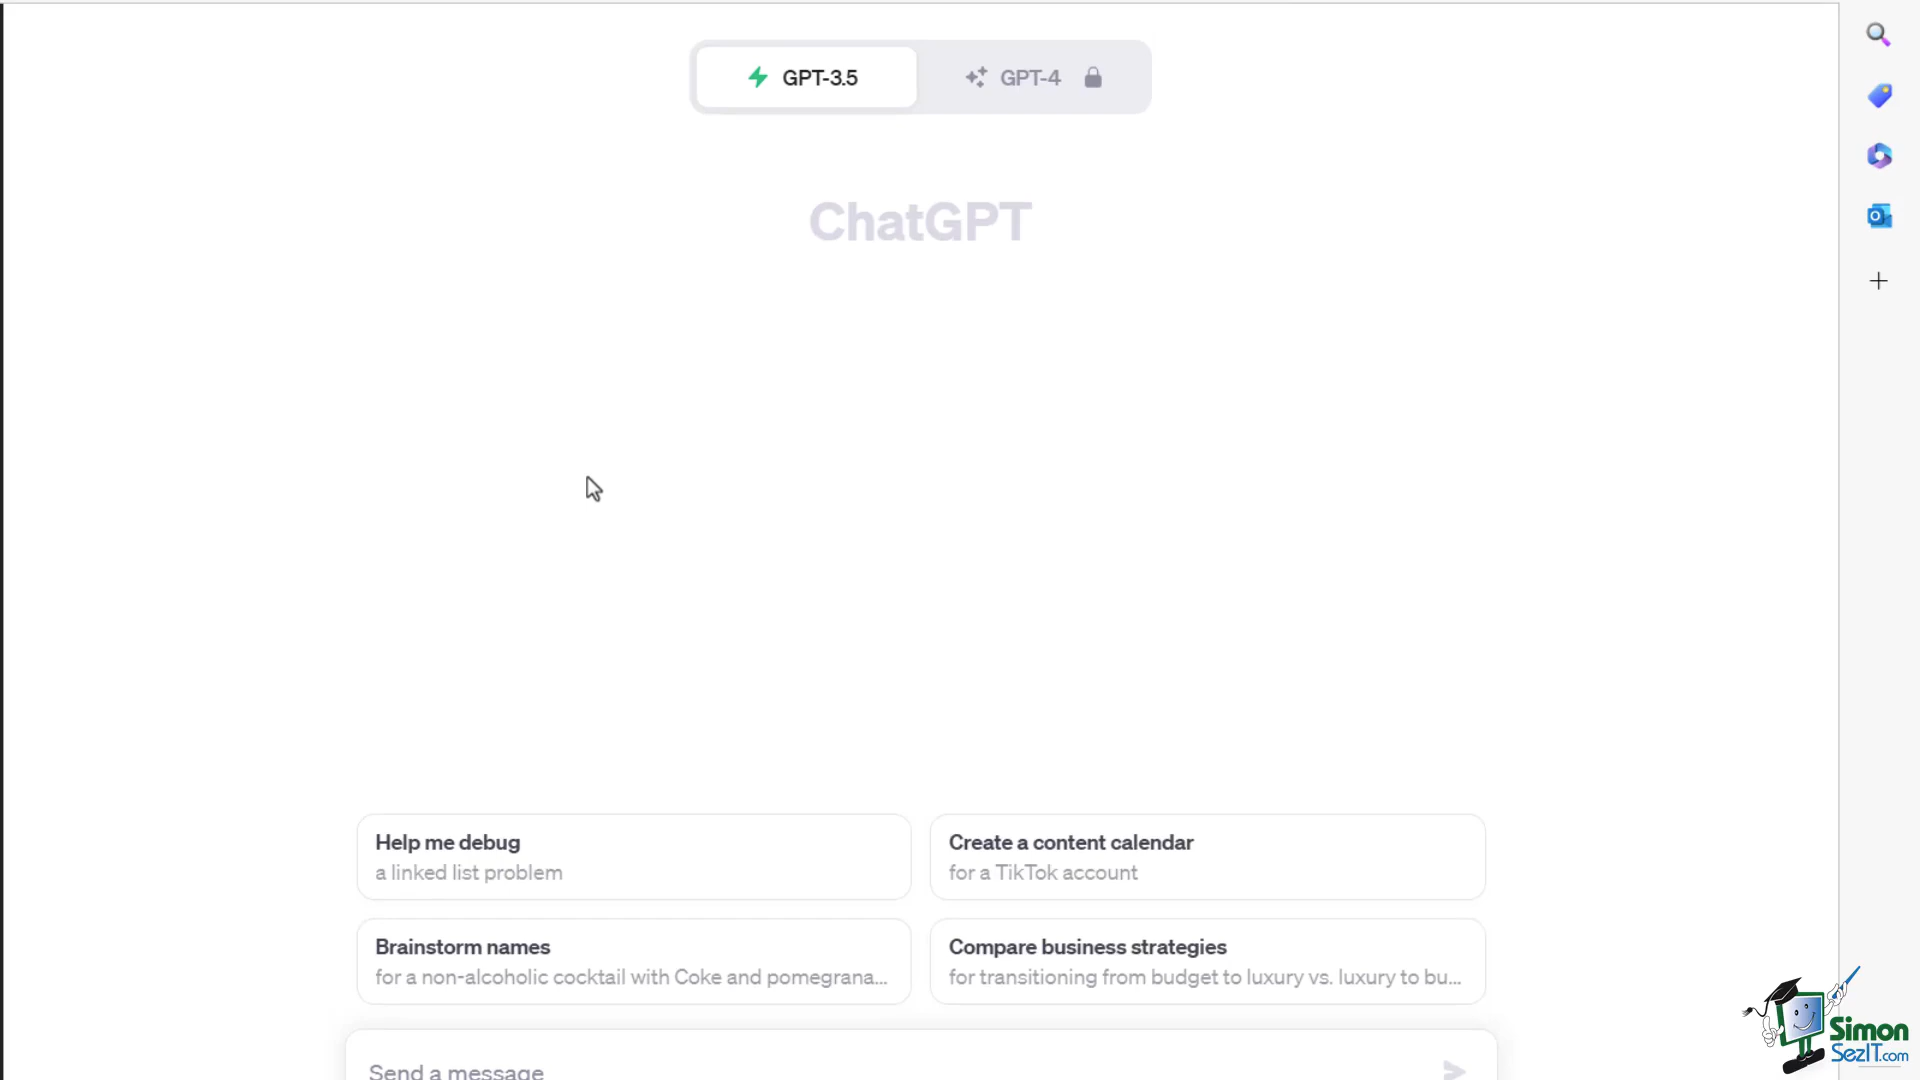 GPT-3.5
GPT-4
ChatGPT
Help me debug
a linked list problem
Create a content calendar
for a TikTok account
Brainstorm names
for a non-alcoholic cocktail with Coke and pomegrana...
Compare business strategies
for transitioning from budget to luxury vs. luxury to bu...
Send a message
Simon
SezIT.com